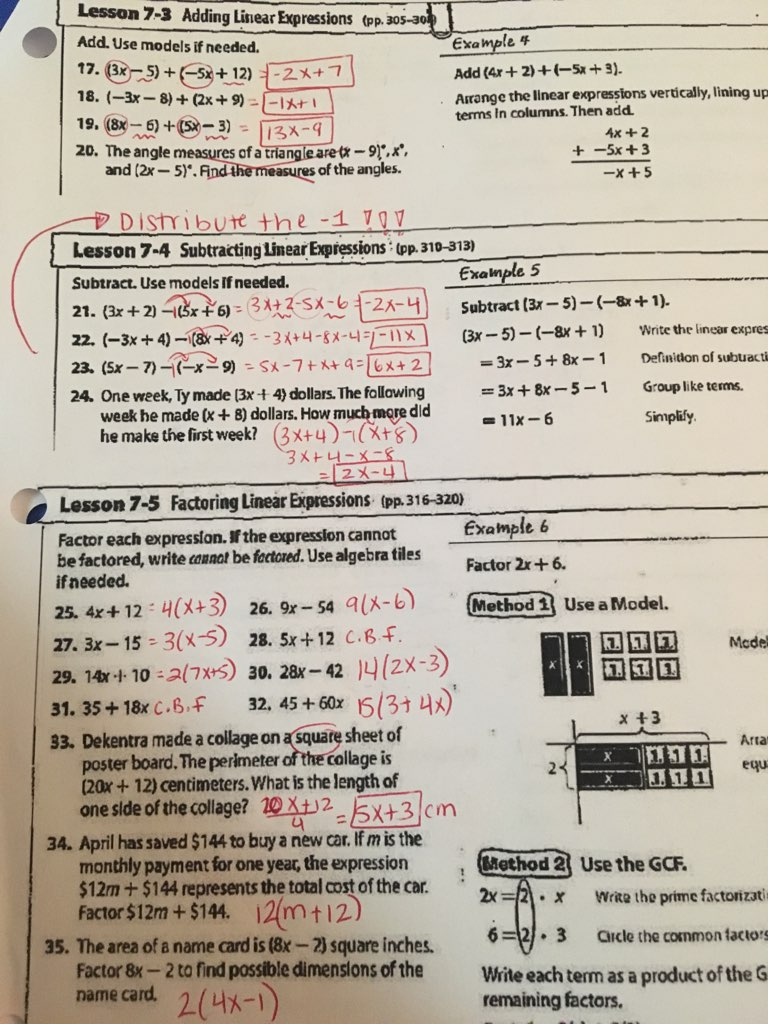 Lesson 7-3 Adding Linear Expressions (pp. 305-30
Add. Use models if needed.
17. (3x − 5) + (−5x + 12) = -2x+7
18. (−3x − 8) + (2x + 9) = -1x+1
19. (8x − 6) + (5x − 3) = 13x-9
20. The angle measures of a triangle are (x − 9)°, x°,
and (2x − 5)°. Find the measures of the angles.
Example 4
Add (4x + 2) + (−5x + 3).
Arrange the linear expressions vertically, lining up
terms in columns. Then add.
4x + 2
+ −5x + 3
−x + 5
Distribute the -1 !!!
Lesson 7-4 Subtracting Linear Expressions (pp. 310–313)
Subtract. Use models if needed.
21. (3x + 2) − 1(5x + 6) = 3x+2-5x-6 = -2x-4
22. (−3x + 4) − 1(8x + 4) = -3x+4-8x-4= -11x
23. (5x − 7) − 1(−x − 9) = 5x-7+x+9= 6x+2
24. One week, Ty made (3x + 4) dollars. The following
week he made (x + 8) dollars. How much more did
he make the first week? (3x+4)-1(x+8)
3x+4-x-8
= 2x-4
Example 5
Subtract (3x − 5) − (−8x + 1).
(3x − 5) − (−8x + 1) Write the linear expres
= 3x − 5 + 8x − 1 Definition of subtracti
= 3x + 8x − 5 − 1 Group like terms.
= 11x − 6 Simplify.
Lesson 7-5 Factoring Linear Expressions (pp. 316–320)
Factor each expression. If the expression cannot
be factored, write cannot be factored. Use algebra tiles
if needed.
25. 4x + 12 = 4(x+3) 26. 9x − 54 9(x-6)
27. 3x − 15 = 3(x-5) 28. 5x + 12 C.B.F.
29. 14x + 10 = 2(7x+5) 30. 28x − 42 14(2x-3)
31. 35 + 18x C.B.F 32. 45 + 60x 15(3+4x)
33. Dekentra made a collage on a square sheet of
poster board. The perimeter of the collage is
(20x + 12) centimeters. What is the length of
one side of the collage? 20x+12/4 = 5x+3 cm
34. April has saved $144 to buy a new car. If m is the
monthly payment for one year, the expression
$12m + $144 represents the total cost of the car.
Factor $12m + $144. 12(m+12)
35. The area of a name card is (8x − 2) square inches.
Factor 8x − 2 to find possible dimensions of the
name card. 2(4x-1)
Example 6
Factor 2x + 6.
Method 1 Use a Model.
x x 1 1 1 Model
1 1 1
x + 3
2 x 1 1 1 Arra
x 1 1 1 equ
Method 2 Use the GCF.
2x = 2 · x Write the prime factorizati
6 = 2 · 3 Circle the common factors
Write each term as a product of the G
remaining factors.